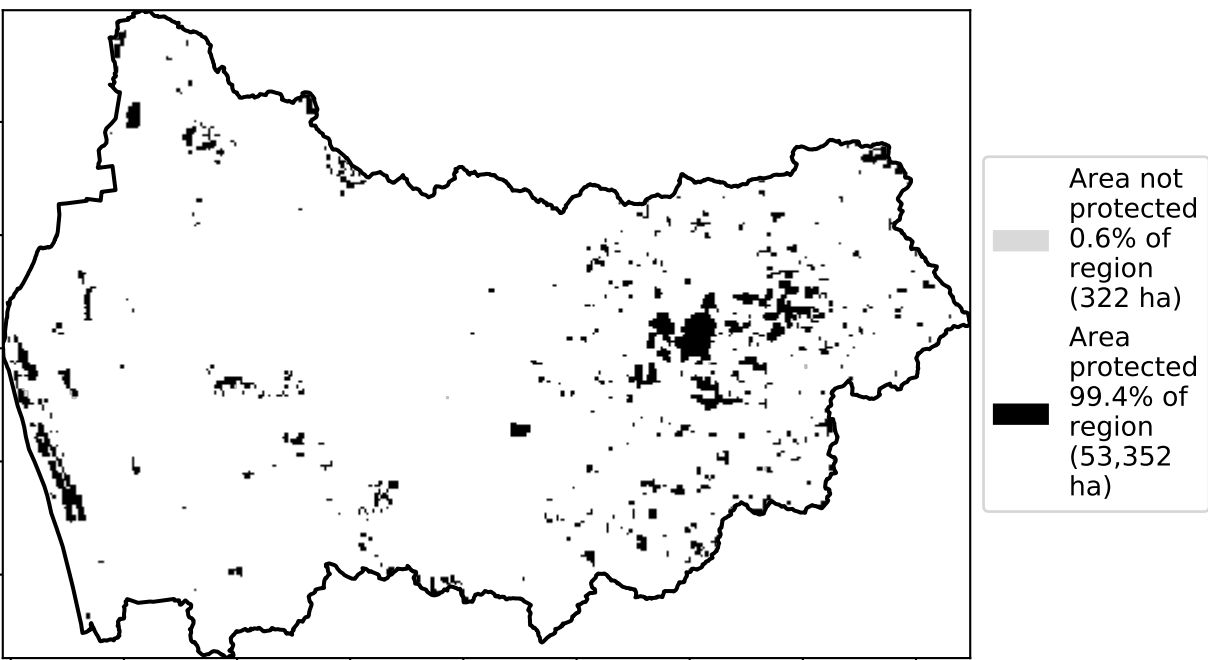 Area not
protected
0.6% of
region
(322 ha)
Area
protected
99.4% of
region
(53,352
ha)